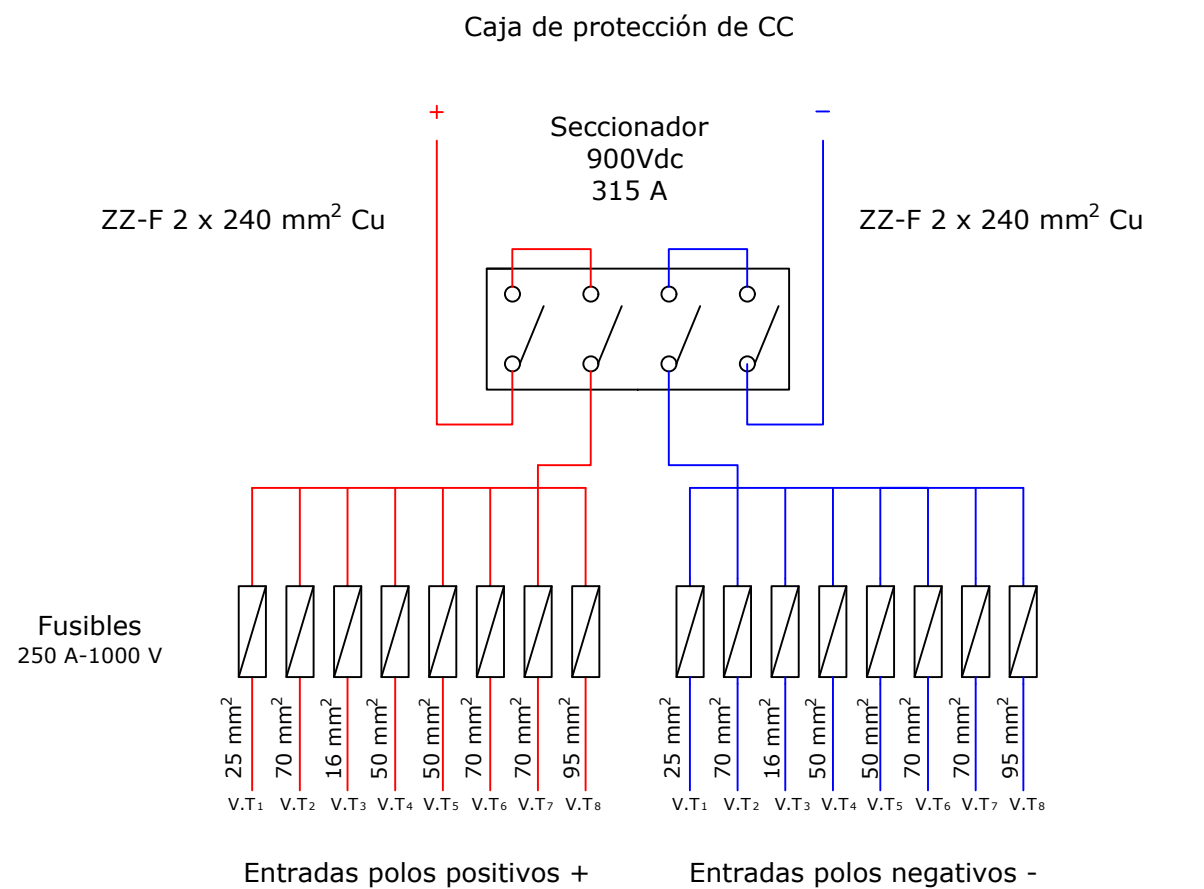 Caja de protección de CC
+
−
Seccionador
900Vdc
315 A
ZZ-F 2 x 240 mm² Cu
ZZ-F 2 x 240 mm² Cu
Fusibles
250 A-1000 V
25 mm²
70 mm²
16 mm²
50 mm²
50 mm²
70 mm²
70 mm²
95 mm²
25 mm²
70 mm²
16 mm²
50 mm²
50 mm²
70 mm²
70 mm²
95 mm²
V.T₁ V.T₂ V.T₃ V.T₄ V.T₅ V.T₆ V.T₇ V.T₈
V.T₁ V.T₂ V.T₃ V.T₄ V.T₅ V.T₆ V.T₇ V.T₈
Entradas polos positivos +
Entradas polos negativos -